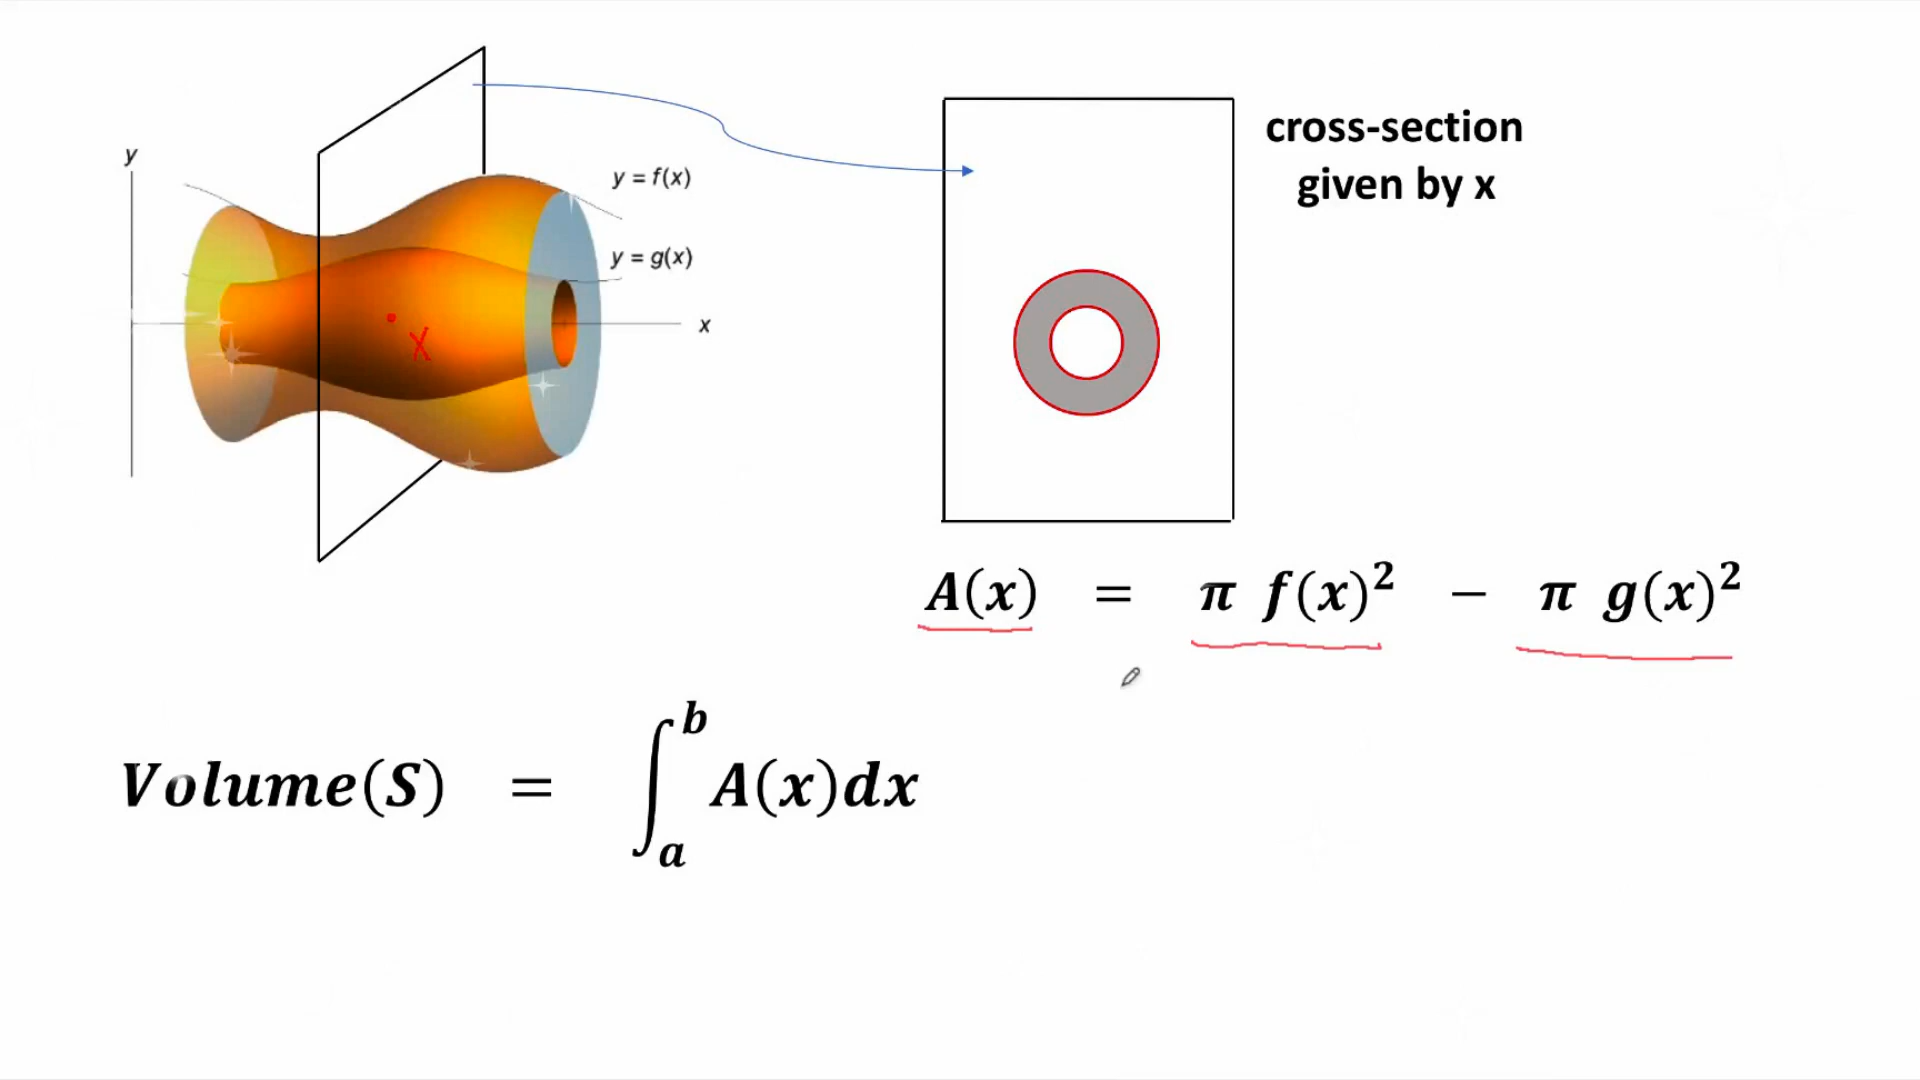 y
y = f(x)
y = g(x)
x
X
cross-section
given by x
A(x) = π f(x)² − π g(x)²
Volume(S) = ∫ₐᵇ A(x)dx